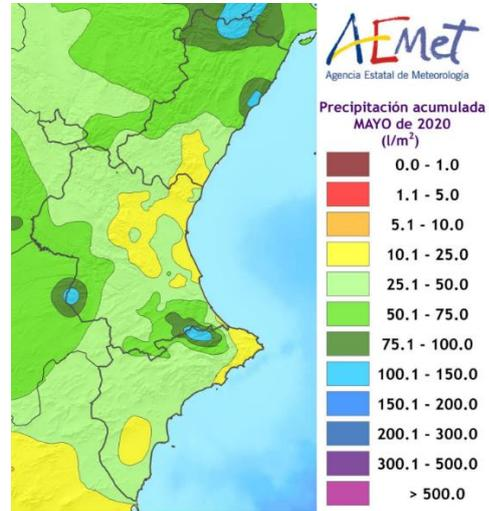 AEMet
Agencia Estatal de Meteorología
Precipitación acumulada
MAYO de 2020
(l/m²)
0.0 - 1.0
1.1 - 5.0
5.1 - 10.0
10.1 - 25.0
25.1 - 50.0
50.1 - 75.0
75.1 - 100.0
100.1 - 150.0
150.1 - 200.0
200.1 - 300.0
300.1 - 500.0
> 500.0